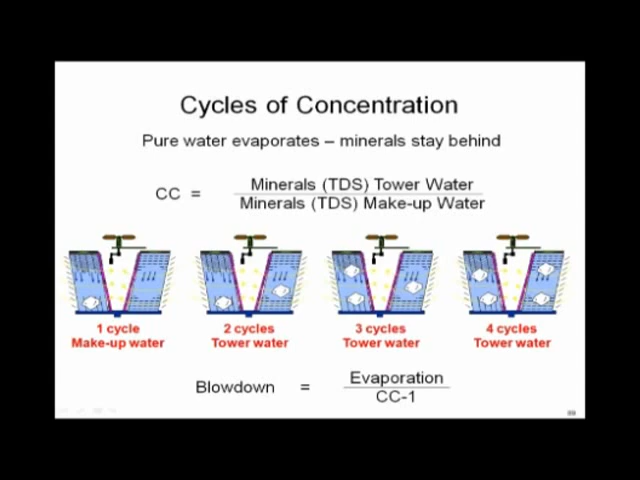 Cycles of Concentration
Pure water evaporates – minerals stay behind
CC = Minerals (TDS) Tower Water
Minerals (TDS) Make-up Water
1 cycle
Make-up water
2 cycles
Tower water
3 cycles
Tower water
4 cycles
Tower water
Blowdown = Evaporation
CC-1